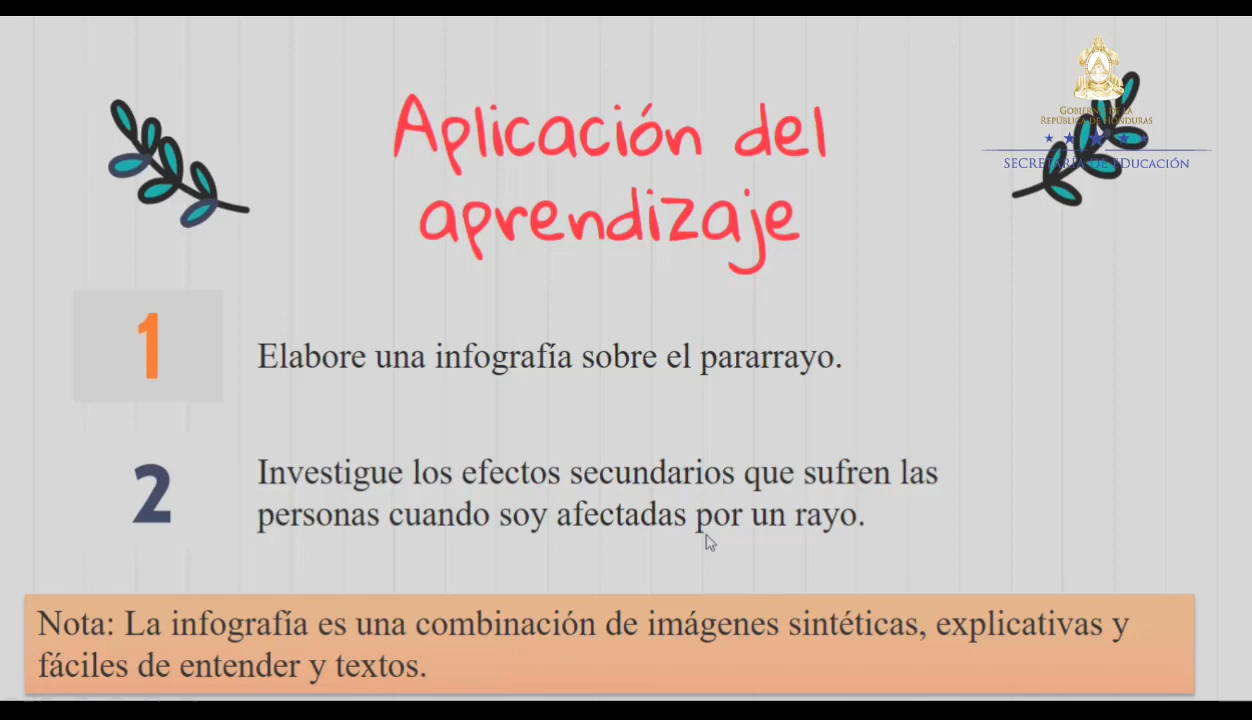 Aplicación del
aprendizaje
GOBIERNO DE LA
REPÚBLICA DE HONDURAS
SECRETARÍA DE EDUCACIÓN
1
Elabore una infografía sobre el pararrayo.
2
Investigue los efectos secundarios que sufren las
personas cuando soy afectadas por un rayo.
Nota: La infografía es una combinación de imágenes sintéticas, explicativas y
fáciles de entender y textos.